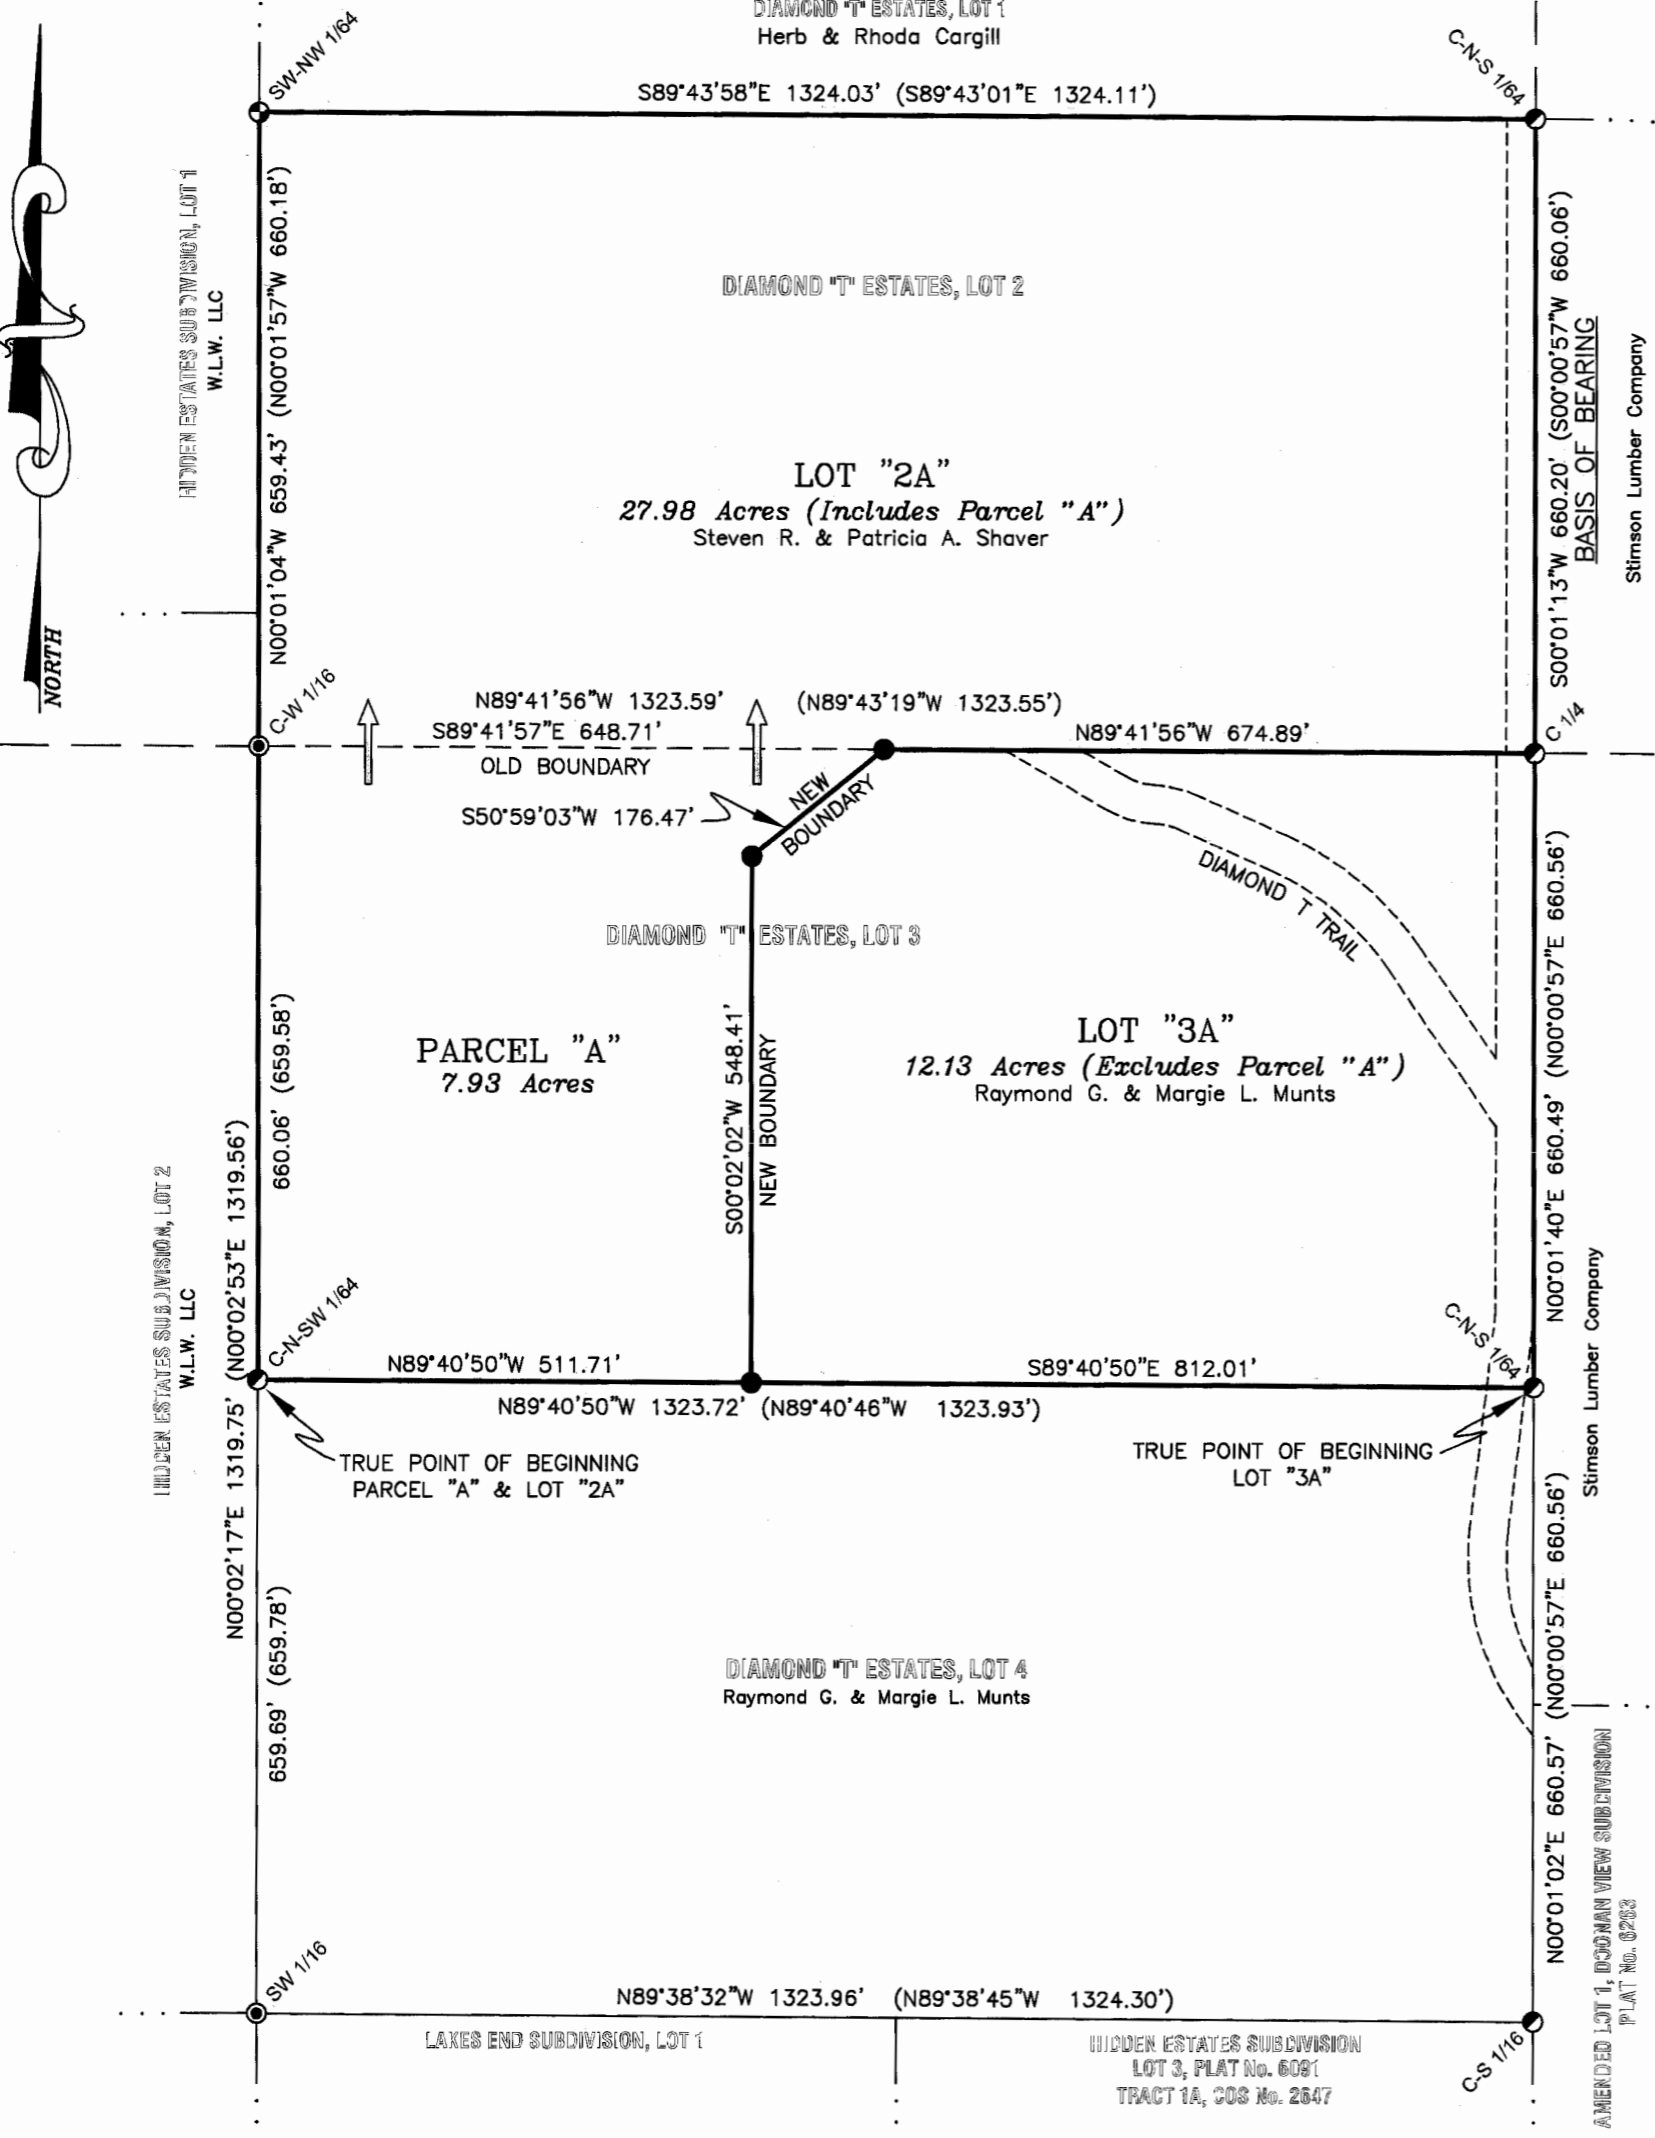 DIAMOND "T" ESTATES, LOT 1
Herb & Rhoda Cargill
SW-NW 1/64
C-N-S 1/64
S89°43'58"E 1324.03' (S89°43'01"E 1324.11')
HIDDEN ESTATES SUBDIVISION, LOT 1
W.L.W. LLC
N00°01'04"W 659.43' (N00°01'57"W 660.18')
DIAMOND "T" ESTATES, LOT 2
S00°01'13"W 660.20' (S00°00'57"W 660.06')
BASIS OF BEARING
Stimson Lumber Company
LOT "2A"
27.98 Acres (Includes Parcel "A")
Steven R. & Patricia A. Shaver
NORTH
C-W 1/16
N89°41'56"W 1323.59' (N89°43'19"W 1323.55')
S89°41'57"E 648.71'
N89°41'56"W 674.89'
C 1/4
OLD BOUNDARY
NEW
BOUNDARY
S50°59'03"W 176.47'
DIAMOND T TRAIL
DIAMOND "T" ESTATES, LOT 3
N00°01'40"E 660.49' (N00°00'57"E 660.56')
660.06' (659.58')
PARCEL "A"
7.93 Acres
S00°02'02"W 548.41'
NEW BOUNDARY
LOT "3A"
12.13 Acres (Excludes Parcel "A")
Raymond G. & Margie L. Munts
HIDDEN ESTATES SUBDIVISION, LOT 2
W.L.W. LLC
N00°02'17"E 1319.75' (N00°02'53"E 1319.56')
C-N-SW 1/64
C-N-S 1/64
Stimson Lumber Company
N89°40'50"W 511.71'
S89°40'50"E 812.01'
N89°40'50"W 1323.72' (N89°40'46"W 1323.93')
TRUE POINT OF BEGINNING
PARCEL "A" & LOT "2A"
TRUE POINT OF BEGINNING
LOT "3A"
659.69' (659.78')
DIAMOND "T" ESTATES, LOT 4
Raymond G. & Margie L. Munts
N00°01'02"E 660.57' (N00°00'57"E 660.56')
AMENDED LOT 1, DOONAN VIEW SUBDIVISION
PLAT No. 6263
SW 1/16
N89°38'32"W 1323.96' (N89°38'45"W 1324.30')
C-S 1/16
LAKES END SUBDIVISION, LOT 1
HIDDEN ESTATES SUBDIVISION
LOT 3, PLAT No. 6091
TRACT 1A, COS No. 2647